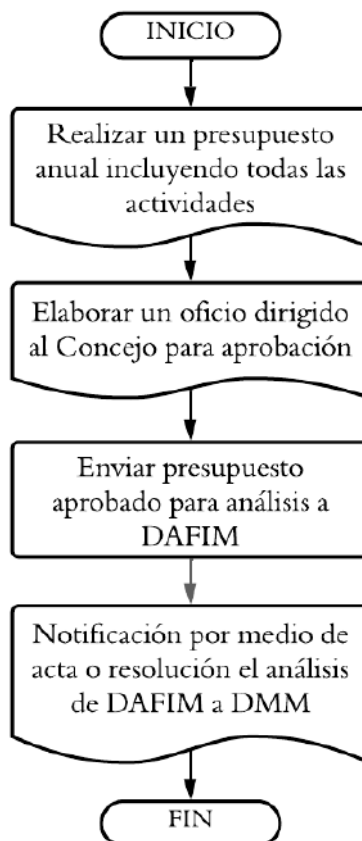 INICIO
Realizar un presupuesto
anual incluyendo todas las
actividades
Elaborar un oficio dirigido
al Concejo para aprobación
Enviar presupuesto
aprobado para análisis a
DAFIM
Notificación por medio de
acta o resolución el análisis
de DAFIM a DMM
FIN